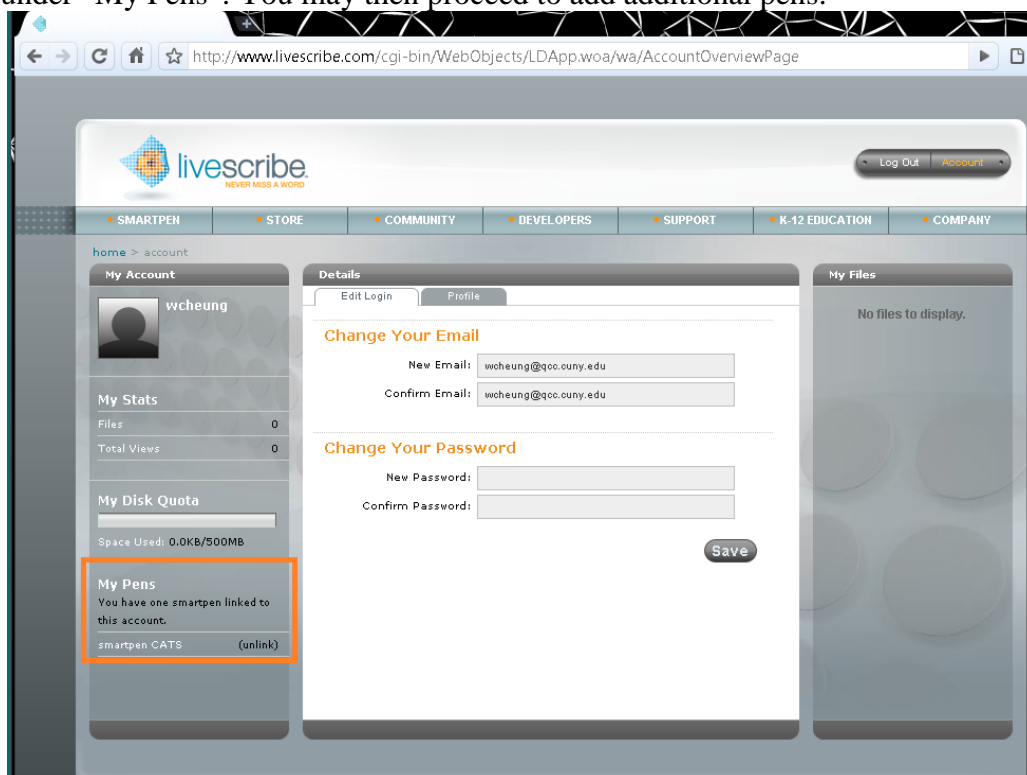 under "My Pens". You may then proceed to add additional pens.
http://www.livescribe.com/cgi-bin/WebObjects/LDApp.woa/wa/AccountOverviewPage
livescribe
NEVER MISS A WORD
Log Out Account
SMARTPEN STORE COMMUNITY DEVELOPERS SUPPORT K-12 EDUCATION COMPANY
home > account
My Account
wcheung
My Stats
Files 0
Total Views 0
My Disk Quota
Space Used: 0.0KB/500MB
My Pens
You have one smartpen linked to
this account.
smartpen CATS (unlink)
Details
Edit Login Profile
Change Your Email
New Email: wcheung@qcc.cuny.edu
Confirm Email: wcheung@qcc.cuny.edu
Change Your Password
New Password:
Confirm Password:
Save
My Files
No files to display.